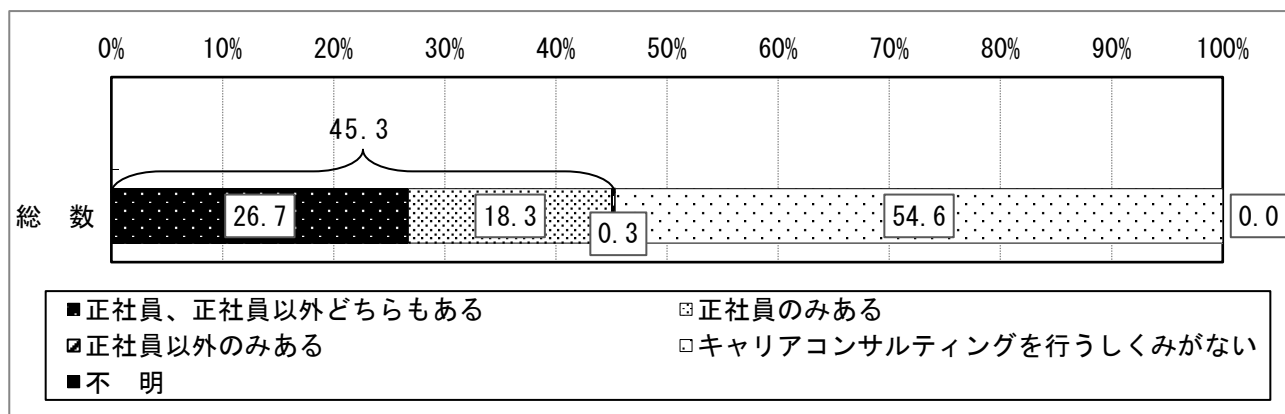 0% 10% 20% 30% 40% 50% 60% 70% 80% 90% 100%
45.3
総 数 26.7 18.3 0.3 54.6 0.0
■正社員、正社員以外どちらもある
正社員のみある
正社員以外のみある
キャリアコンサルティングを行うしくみがない
■不 明